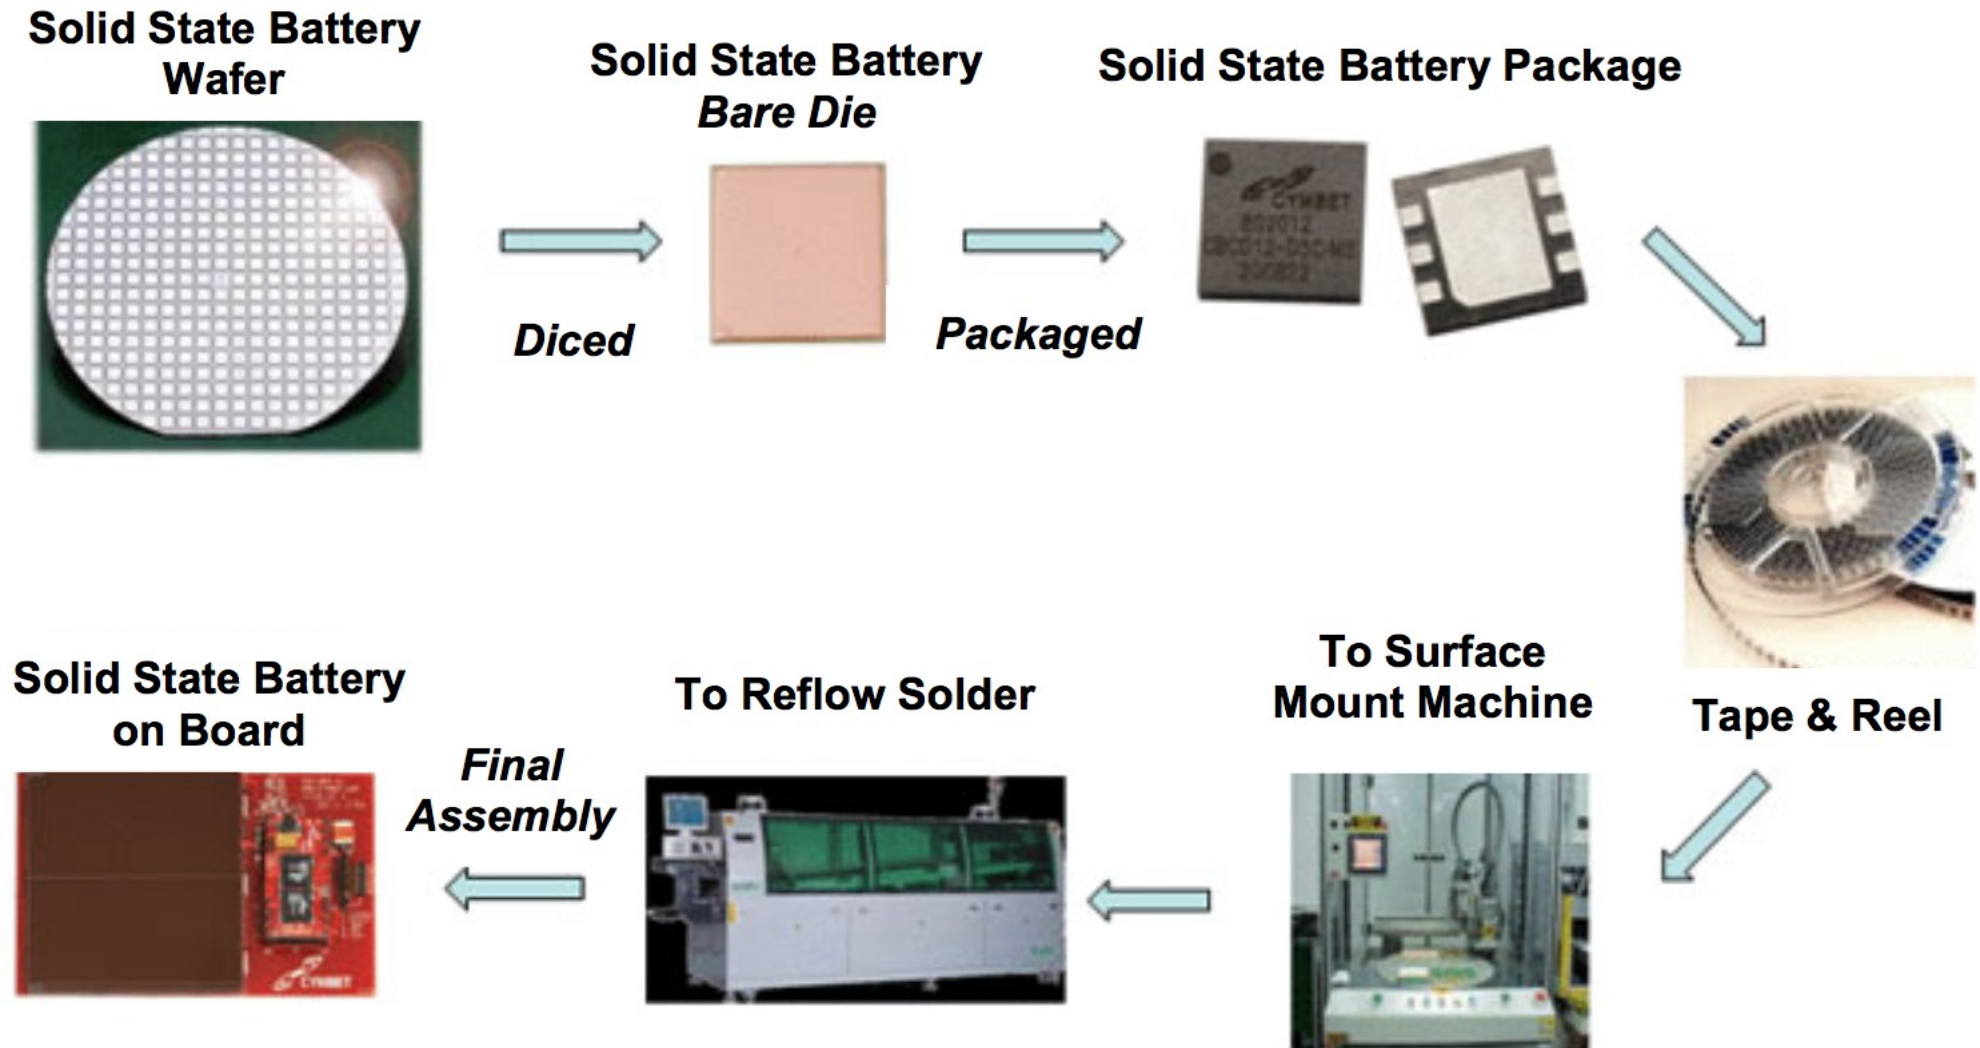 Solid State Battery
Wafer
Solid State Battery
Bare Die
Solid State Battery Package
CYMBET
Diced
Packaged
Tape & Reel
To Surface
Mount Machine
To Reflow Solder
Final
Assembly
Solid State Battery
on Board
CYMBET